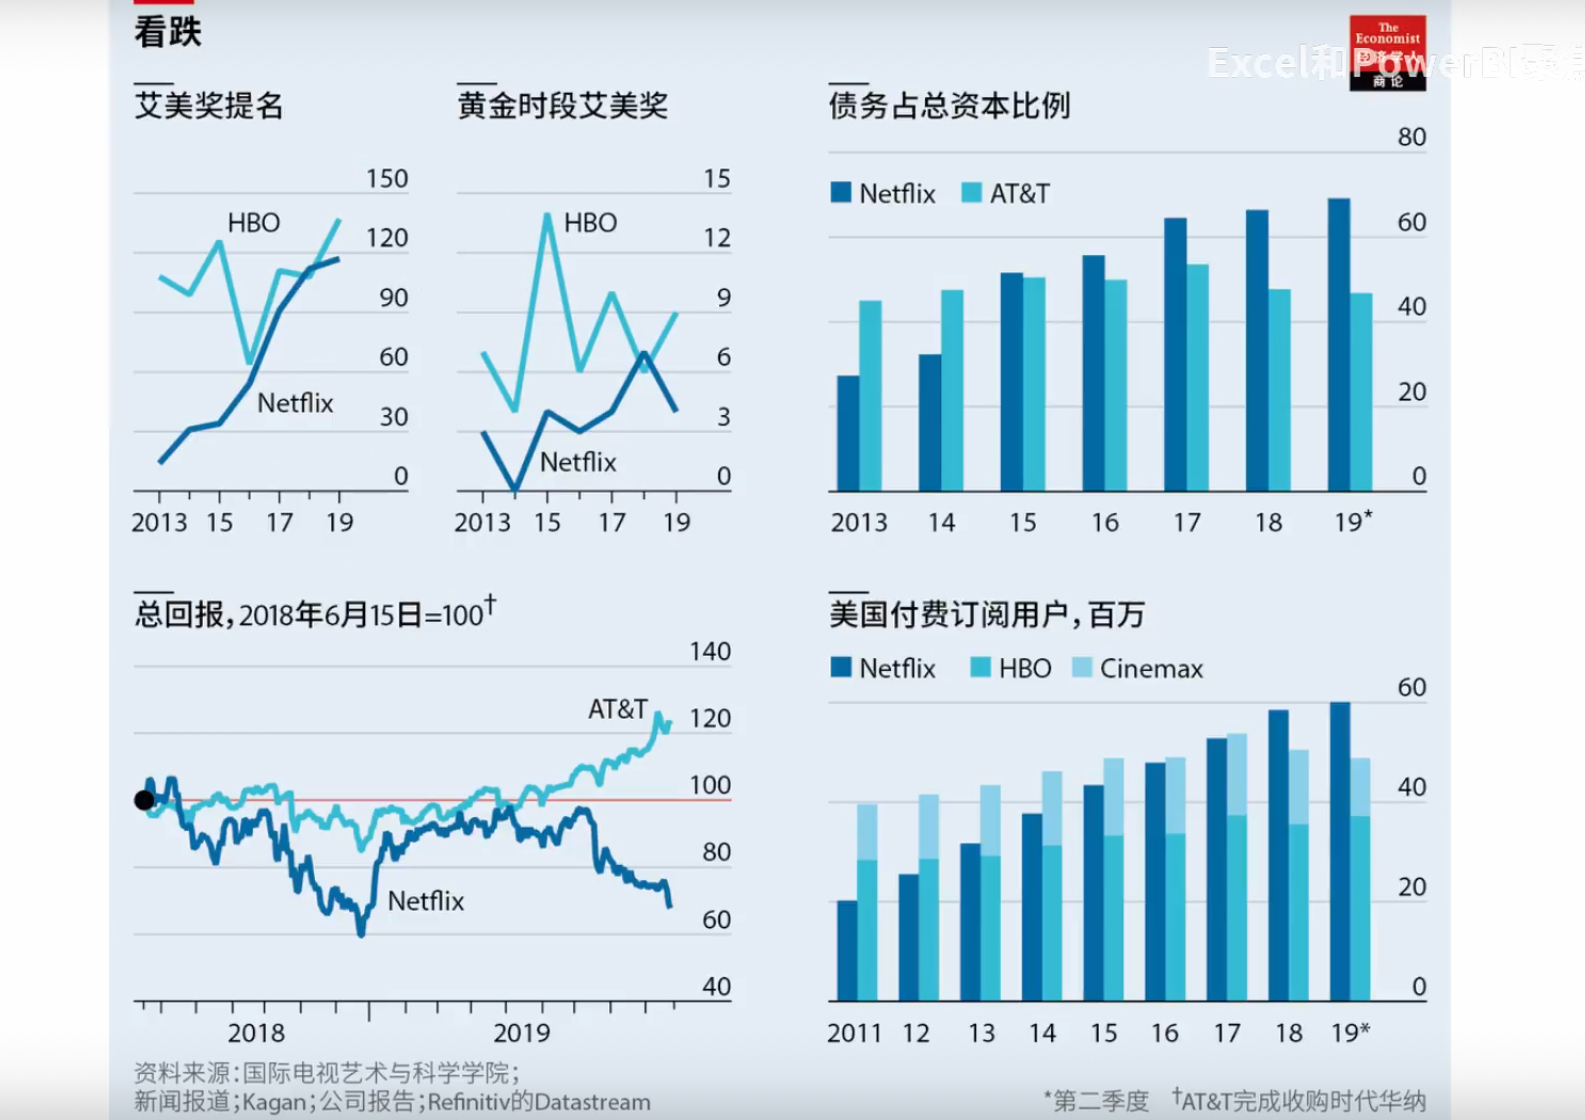 看跌
The
Economist
经济学人
商论
Excel和PowerBI聚焦
艾美奖提名
150
120
90
60
30
0
HBO
Netflix
2013 15 17 19
黄金时段艾美奖
15
12
9
6
3
0
HBO
Netflix
2013 15 17 19
债务占总资本比例
80
60
40
20
0
Netflix AT&T
2013 14 15 16 17 18 19*
总回报，2018年6月15日=100†
140
120
100
80
60
40
AT&T
Netflix
2018 2019
美国付费订阅用户，百万
Netflix HBO Cinemax
60
40
20
0
2011 12 13 14 15 16 17 18 19*
资料来源：国际电视艺术与科学学院；
新闻报道；Kagan；公司报告；Refinitiv的Datastream
*第二季度 †AT&T完成收购时代华纳